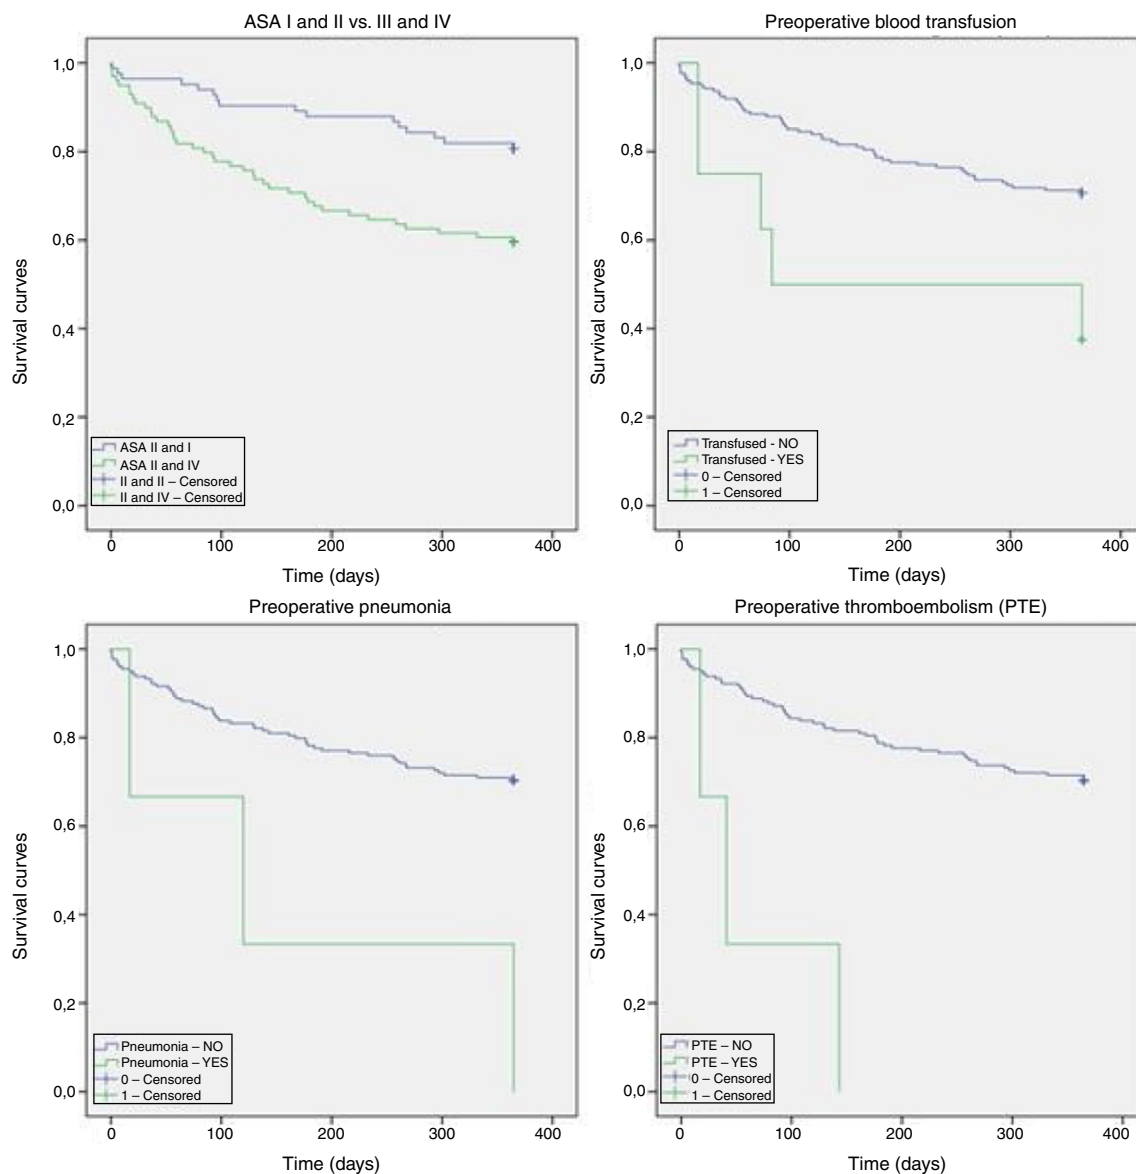 ASA I and II vs. III and IV
Survival curves
1,0
0,8
0,6
0,4
0,2
0,0
ASA II and I
ASA II and IV
II and II – Censored
II and IV – Censored
0 100 200 300 400
Time (days)
Preoperative blood transfusion
Survival curves
1,0
0,8
0,6
0,4
0,2
0,0
Transfused - NO
Transfused - YES
0 – Censored
1 – Censored
0 100 200 300 400
Time (days)
Preoperative pneumonia
Survival curves
1,0
0,8
0,6
0,4
0,2
0,0
Pneumonia – NO
Pneumonia – YES
0 – Censored
1 – Censored
0 100 200 300 400
Time (days)
Preoperative thromboembolism (PTE)
Survival curves
1,0
0,8
0,6
0,4
0,2
0,0
PTE – NO
PTE – YES
0 – Censored
1 – Censored
0 100 200 300 400
Time (days)